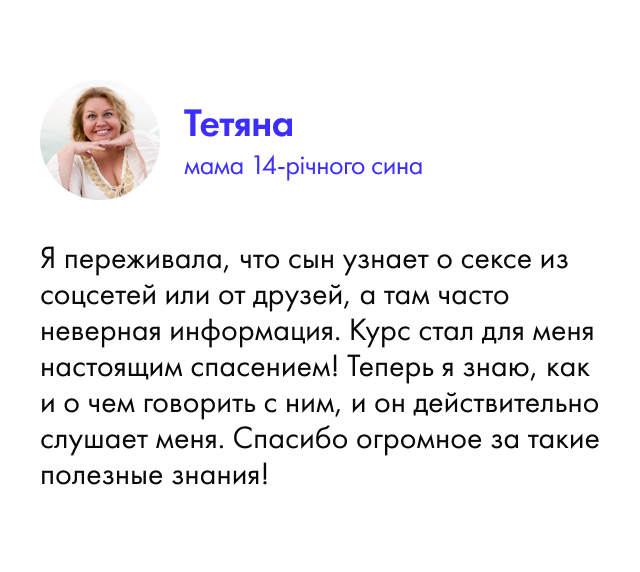 Тетяна
мама 14-річного сина
Я переживала, что сын узнает о сексе из
соцсетей или от друзей, а там часто
неверная информация. Курс стал для меня
настоящим спасением! Теперь я знаю, как
и о чем говорить с ним, и он действительно
слушает меня. Спасибо огромное за такие
полезные знания!